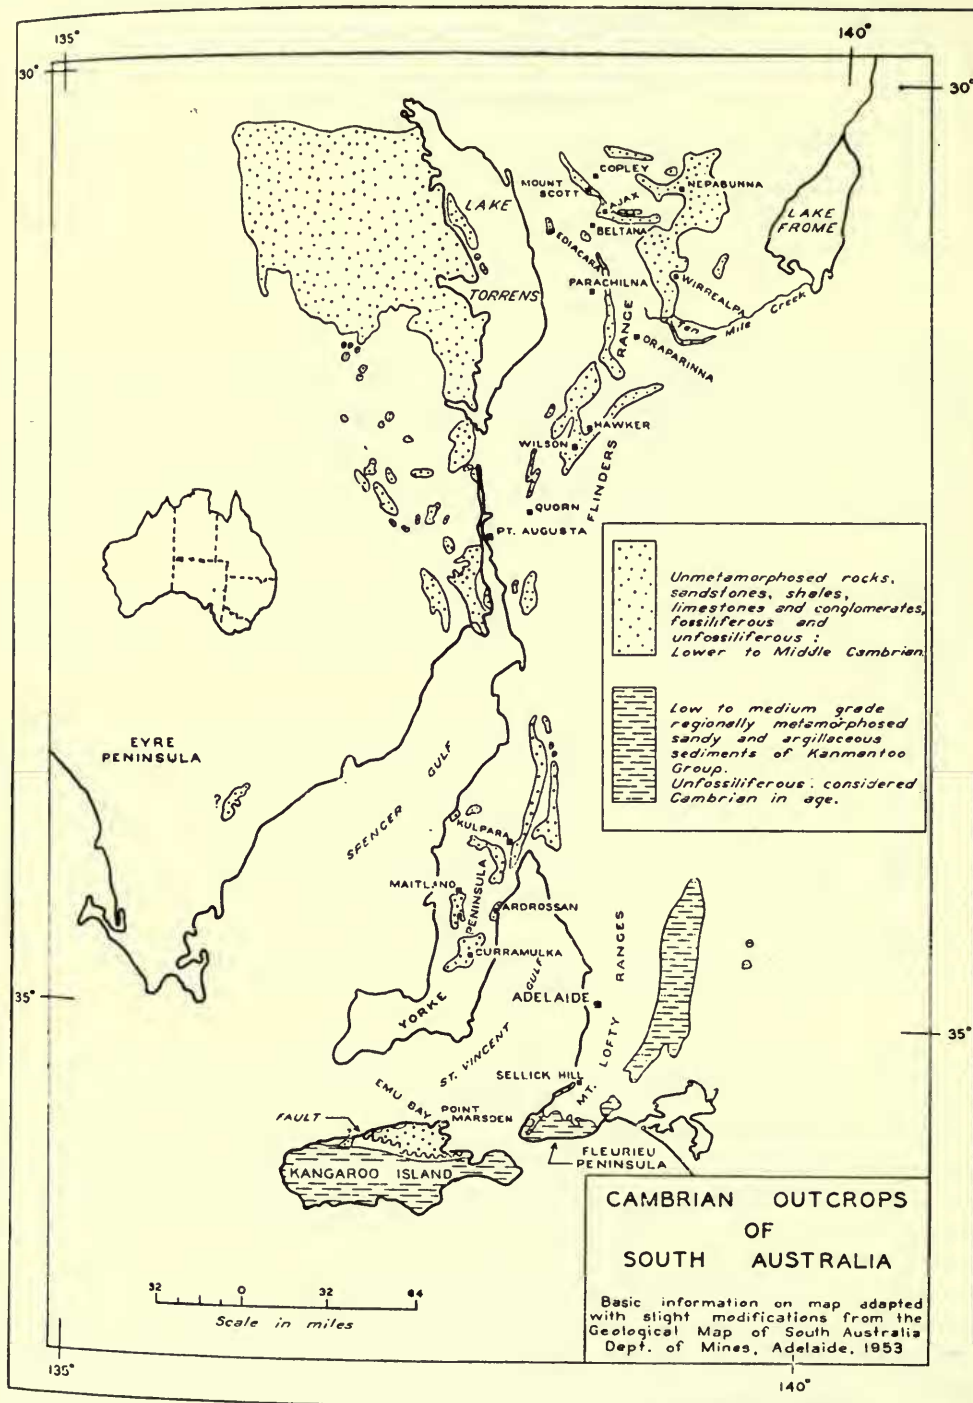 135°
140°
30°
30°
COPLEY
MOUNT
SCOTT
NEPABUNNA
AJAX
LAKE
LAKE
FROME
BELTANA
EDIACARA
PARACHILNA
WIRREALPA
TORRENS
Ten Mile Creek
RANGE
ORAPARINNA
HAWKER
WILSON
FLINDERS
QUORN
PT. AUGUSTA
Unmetamorphosed rocks,
sandstones, shales,
limestones and conglomerates,
fossiliferous and
unfossiliferous :
Lower to Middle Cambrian.
Low to medium grade
regionally metamorphosed
sandy and argillaceous
sediments of Kanmantoo
Group.
Unfossiliferous : considered
Cambrian in age.
EYRE
PENINSULA
?
SPENCER GULF
KULPARA
MAITLAND
PENINSULA
ARDROSSAN
CURRAMULKA
YORKE
GULF
ST. VINCENT
ADELAIDE
RANGES
MT. LOFTY
35°
35°
SELLICK HILL
EMU BAY
POINT
MARSDEN
FAULT
?
FLEURIEU
PENINSULA
KANGAROO ISLAND
CAMBRIAN OUTCROPS
OF
SOUTH AUSTRALIA
Basic information on map adapted
with slight modifications from the
Geological Map of South Australia
Dept. of Mines, Adelaide, 1953
32 0 32 64
Scale in miles
135°
140°